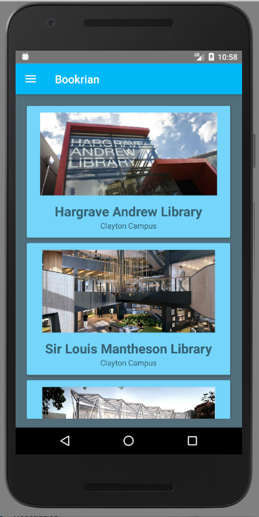 10:58
Bookrian
HARGRAVE
ANDREW
LIBRARY
Hargrave Andrew Library
Clayton Campus
Sir Louis Mantheson Library
Clayton Campus